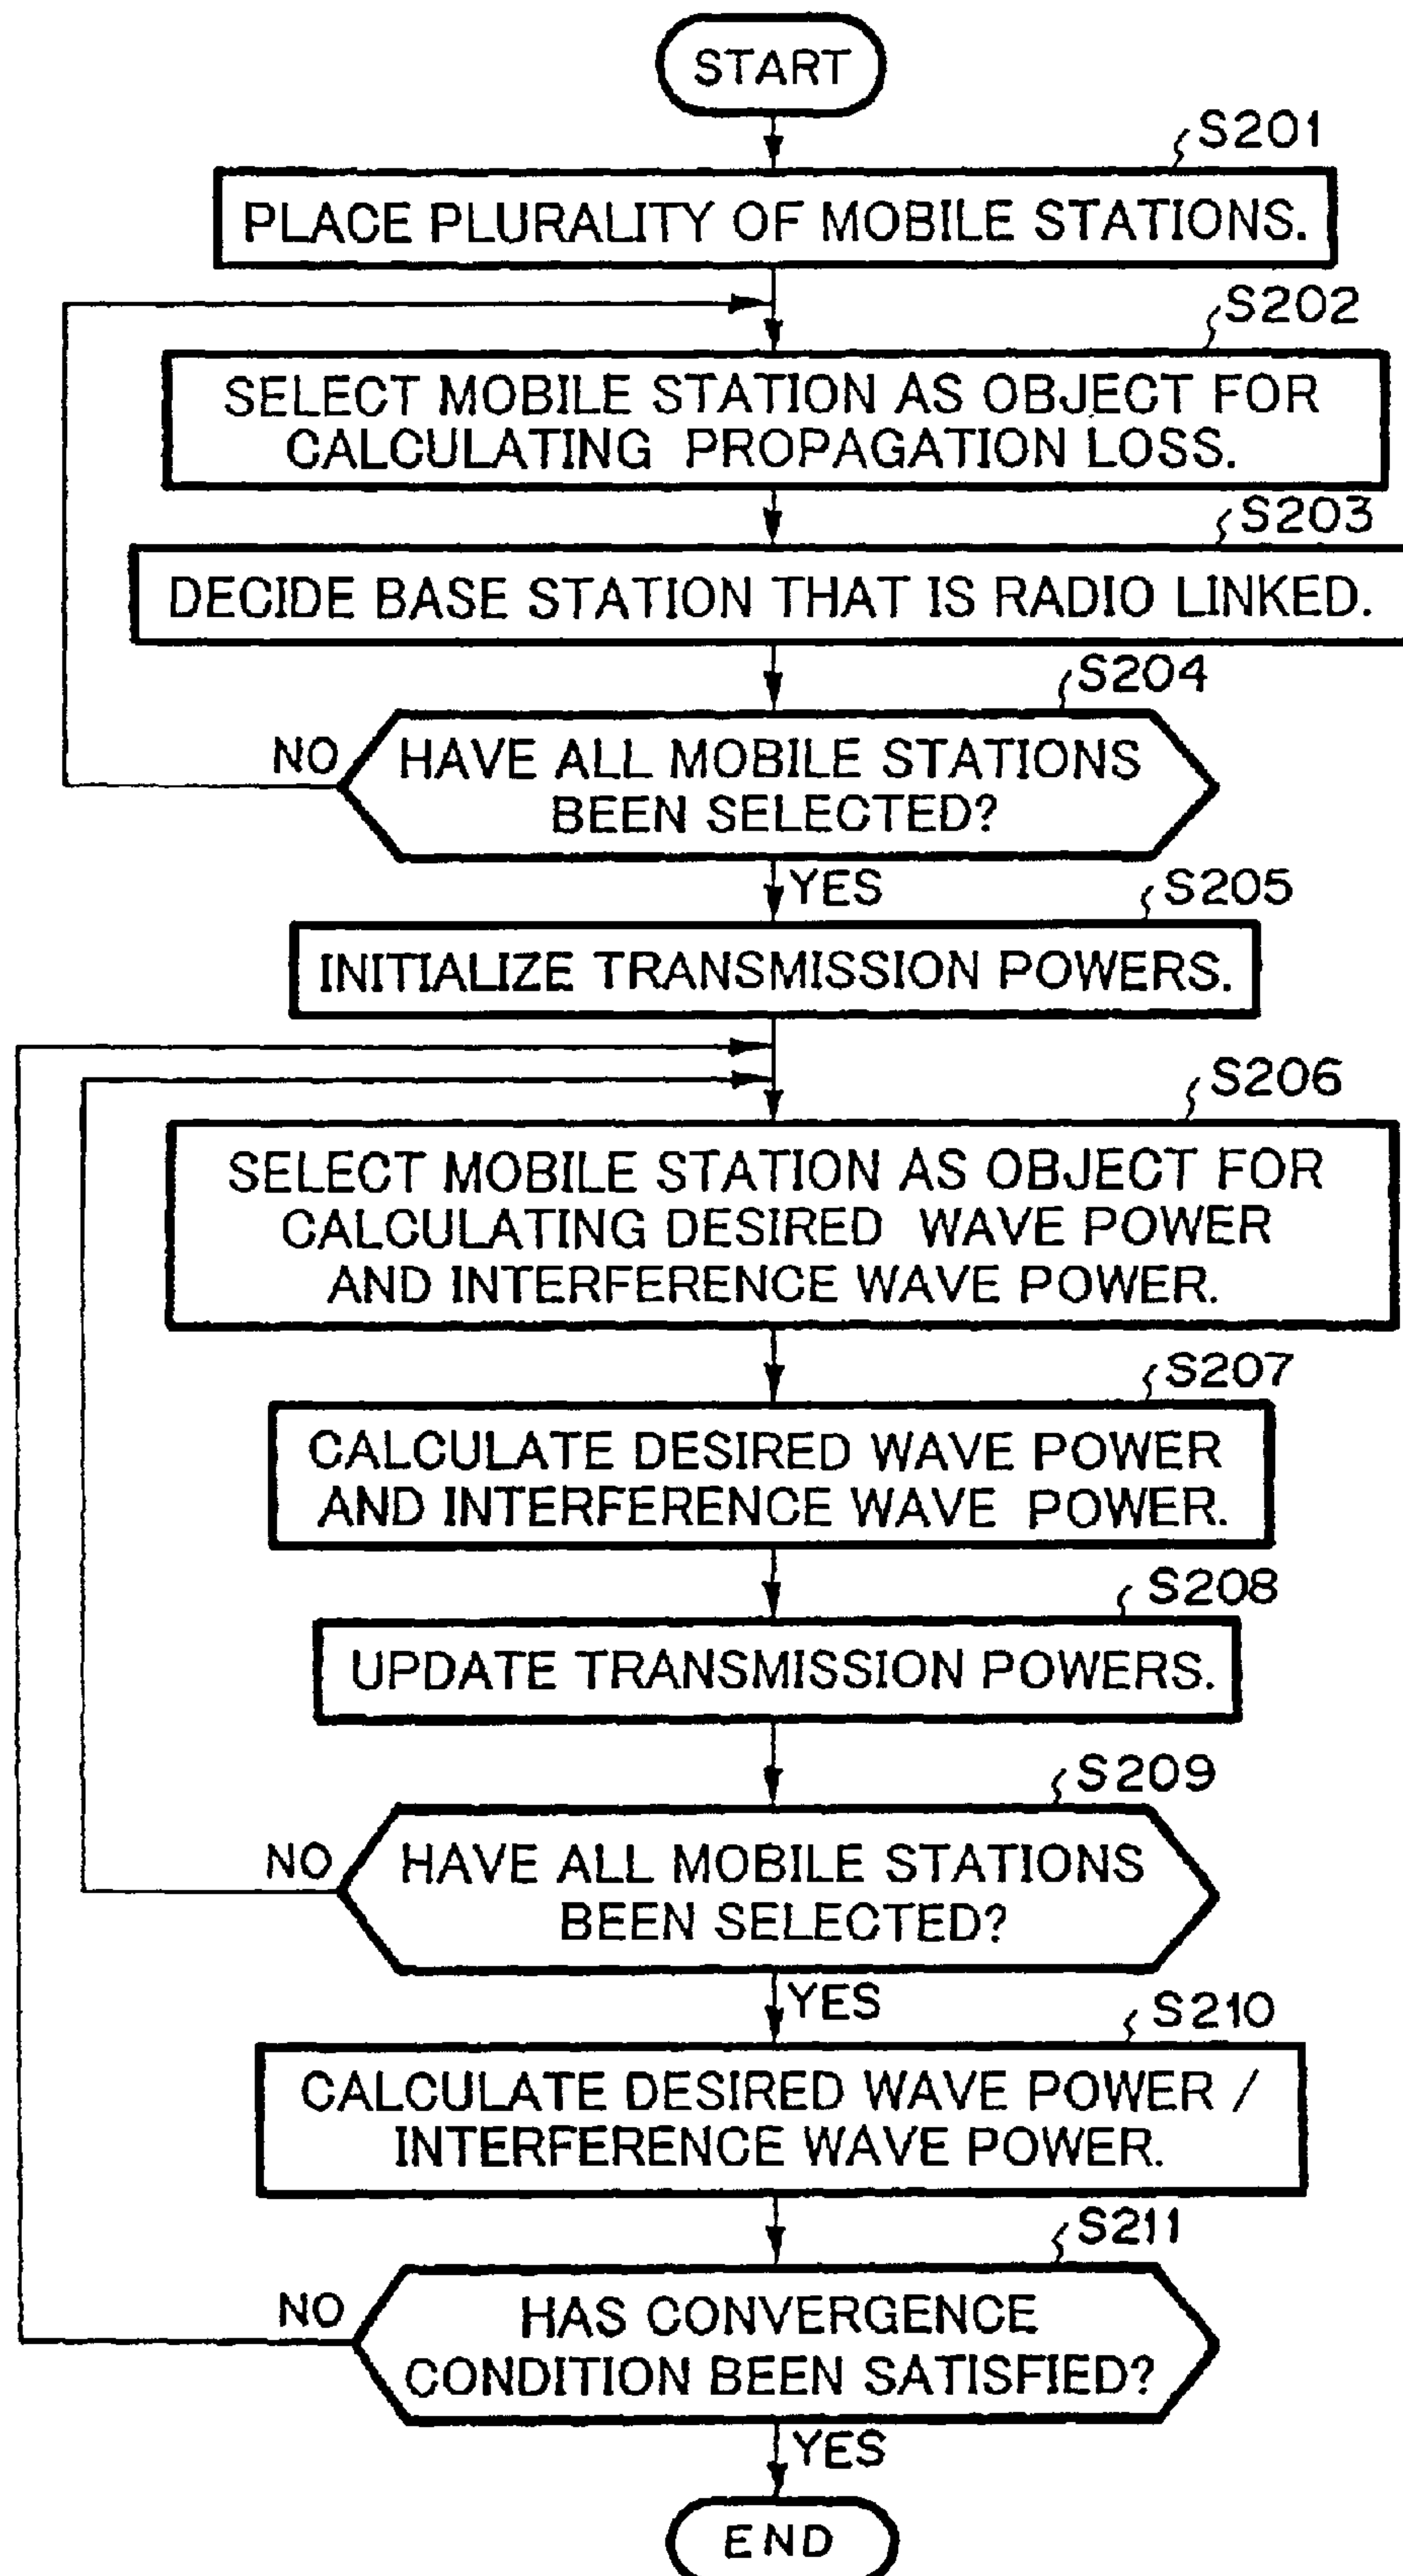 START
S201
PLACE PLURALITY OF MOBILE STATIONS.
S202
SELECT MOBILE STATION AS OBJECT FOR
CALCULATING PROPAGATION LOSS.
S203
DECIDE BASE STATION THAT IS RADIO LINKED.
S204
NO
HAVE ALL MOBILE STATIONS
BEEN SELECTED?
YES
S205
INITIALIZE TRANSMISSION POWERS.
S206
SELECT MOBILE STATION AS OBJECT FOR
CALCULATING DESIRED WAVE POWER
AND INTERFERENCE WAVE POWER.
S207
CALCULATE DESIRED WAVE POWER
AND INTERFERENCE WAVE POWER.
S208
UPDATE TRANSMISSION POWERS.
S209
NO
HAVE ALL MOBILE STATIONS
BEEN SELECTED?
YES
S210
CALCULATE DESIRED WAVE POWER /
INTERFERENCE WAVE POWER.
S211
NO
HAS CONVERGENCE
CONDITION BEEN SATISFIED?
YES
END